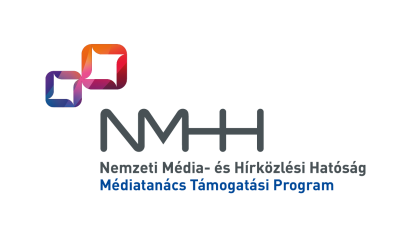 NMHH
Nemzeti Média- és Hírközlési Hatóság
Médiatanács Támogatási Program